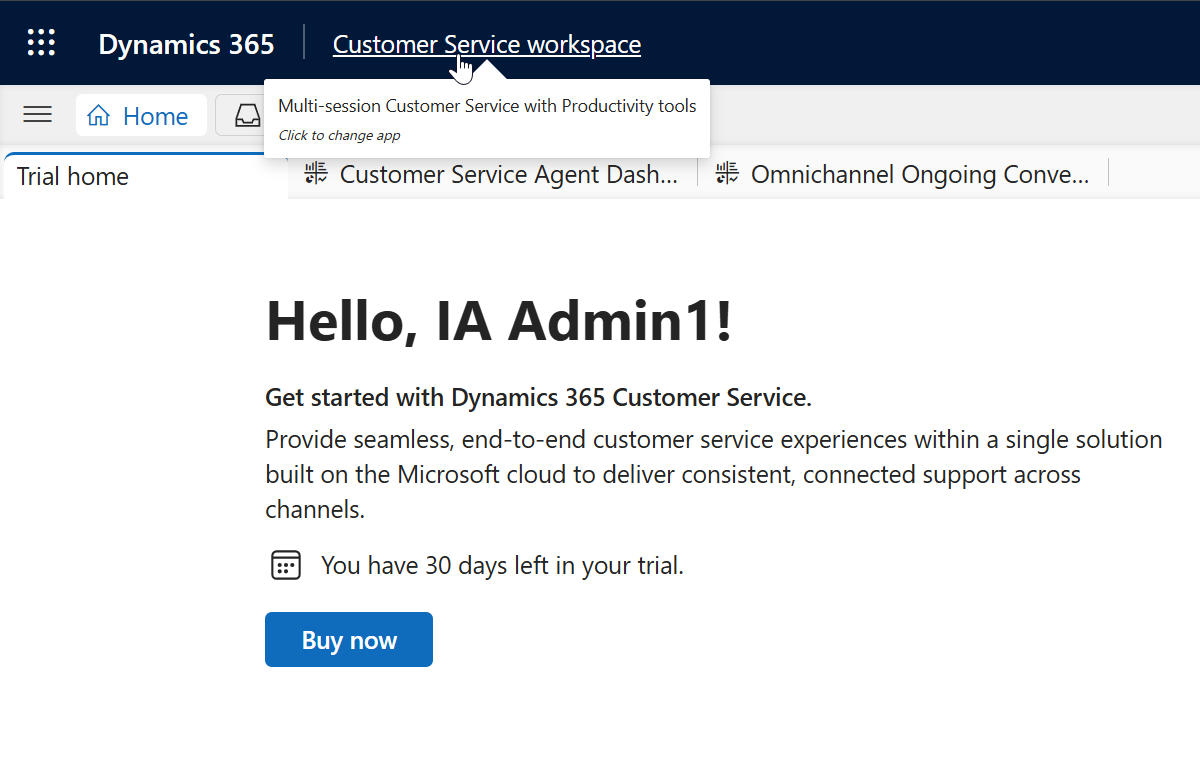 Dynamics 365
Customer Service workspace
Multi-session Customer Service with Productivity tools
Click to change app
Home
Trial home
Customer Service Agent Dash...
Omnichannel Ongoing Conve...
Hello, IA Admin1!
Get started with Dynamics 365 Customer Service.
Provide seamless, end-to-end customer service experiences within a single solution
built on the Microsoft cloud to deliver consistent, connected support across
channels.
You have 30 days left in your trial.
Buy now